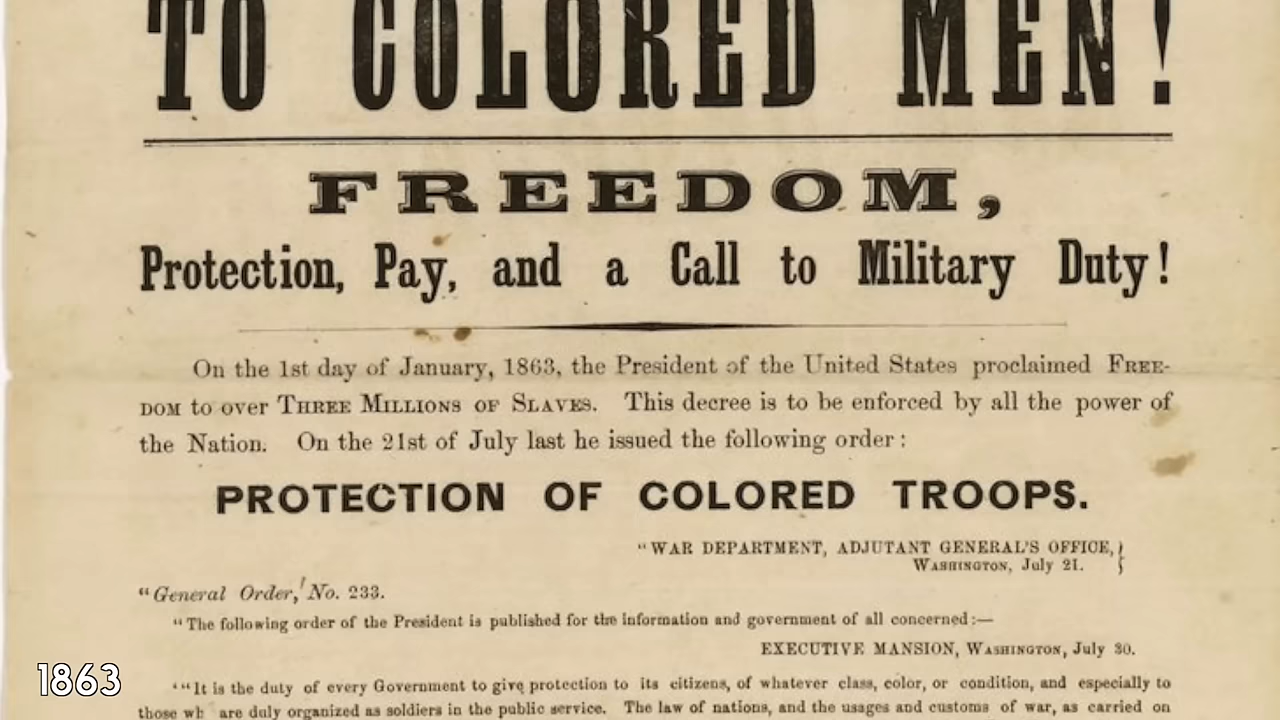 TO COLORED MEN!
FREEDOM,
Protection, Pay, and a Call to Military Duty!
On the 1st day of January, 1863, the President of the United States proclaimed FREE-
DOM to over THREE MILLIONS OF SLAVES. This decree is to be enforced by all the power of
the Nation. On the 21st of July last he issued the following order:
PROTECTION OF COLORED TROOPS.
"WAR DEPARTMENT, ADJUTANT GENERAL'S OFFICE,
WASHINGTON, July 21.
"General Order, No. 233.
"The following order of the President is published for the information and government of all concerned:—
EXECUTIVE MANSION, WASHINGTON, July 30.
"'It is the duty of every Government to give protection to its citizens, of whatever class, color, or condition, and especially to
those wh are duly organized as soldiers in the public service. The law of nations, and the usages and customs of war, as carried on
1863